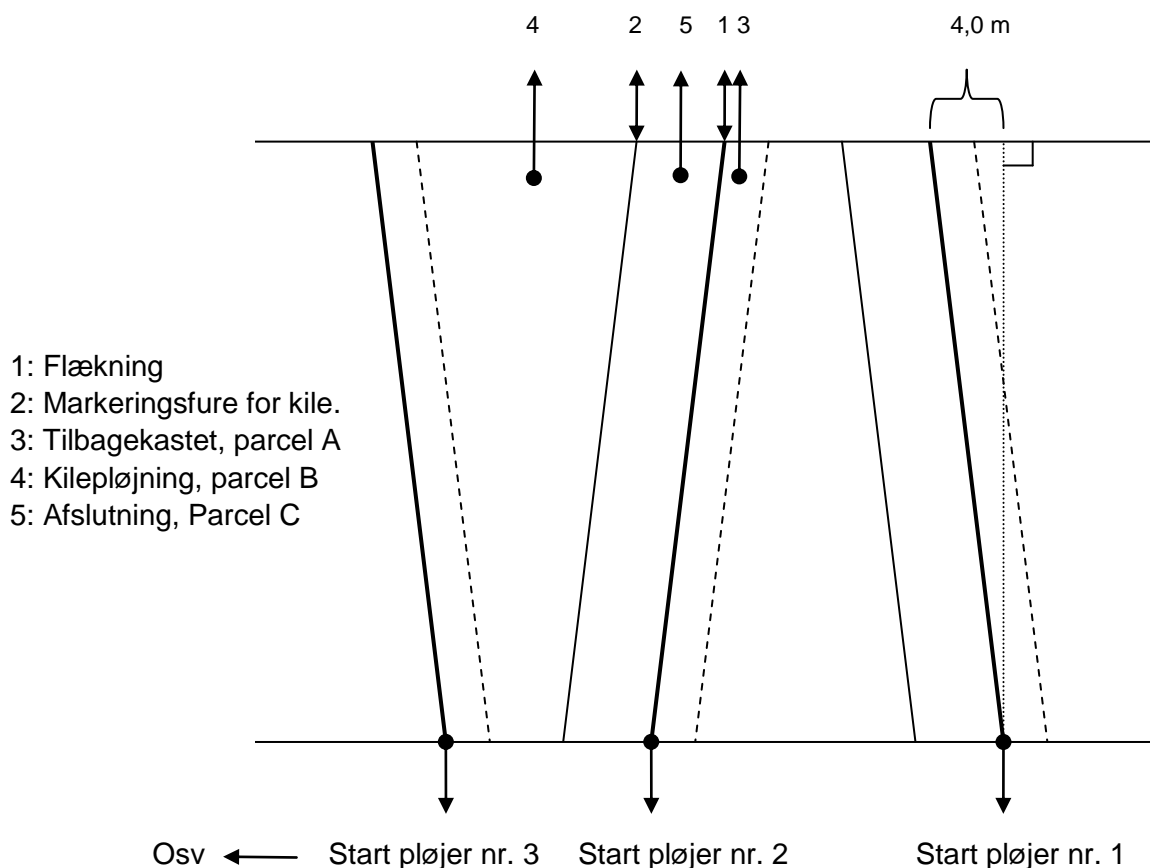 4 2 5 1 3 4,0 m
1: Flækning
2: Markeringsfure for kile.
3: Tilbagekastet, parcel A
4: Kilepløjning, parcel B
5: Afslutning, Parcel C
Osv Start pløjer nr. 3 Start pløjer nr. 2 Start pløjer nr. 1